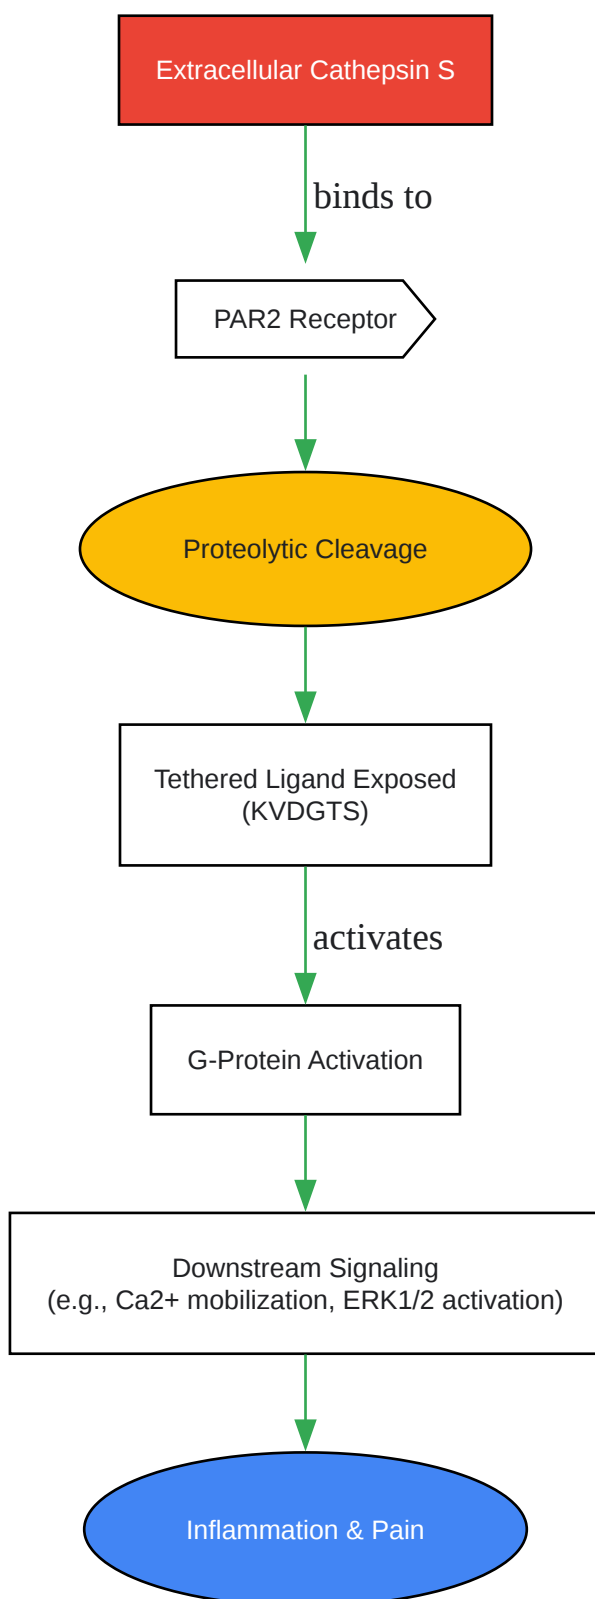 Extracellular Cathepsin S
binds to
PAR2 Receptor
Proteolytic Cleavage
Tethered Ligand Exposed
(KVDGTS)
activates
G-Protein Activation
Downstream Signaling
(e.g., Ca2+ mobilization, ERK1/2 activation)
Inflammation & Pain